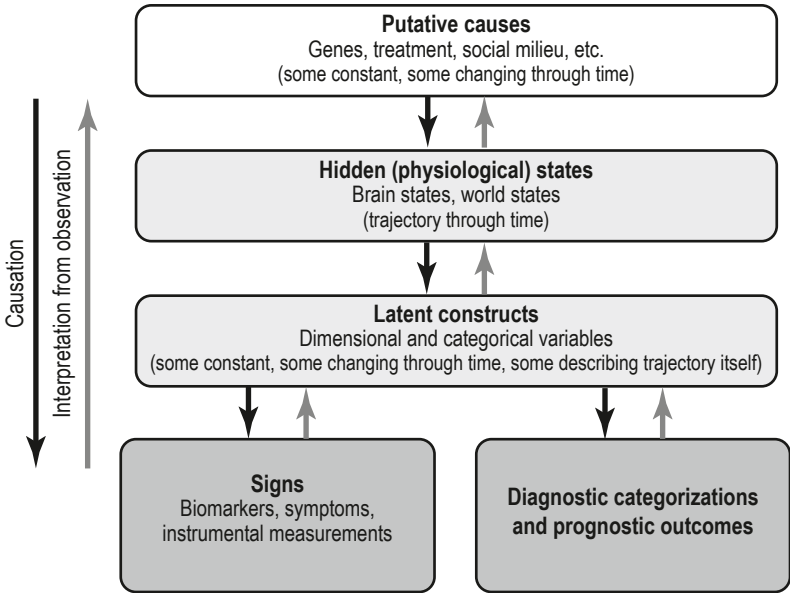 Putative causes
Genes, treatment, social milieu, etc.
(some constant, some changing through time)
Hidden (physiological) states
Brain states, world states
(trajectory through time)
Causation
Interpretation from observation
Latent constructs
Dimensional and categorical variables
(some constant, some changing through time, some describing trajectory itself)
Signs
Biomarkers, symptoms,
instrumental measurements
Diagnostic categorizations
and prognostic outcomes